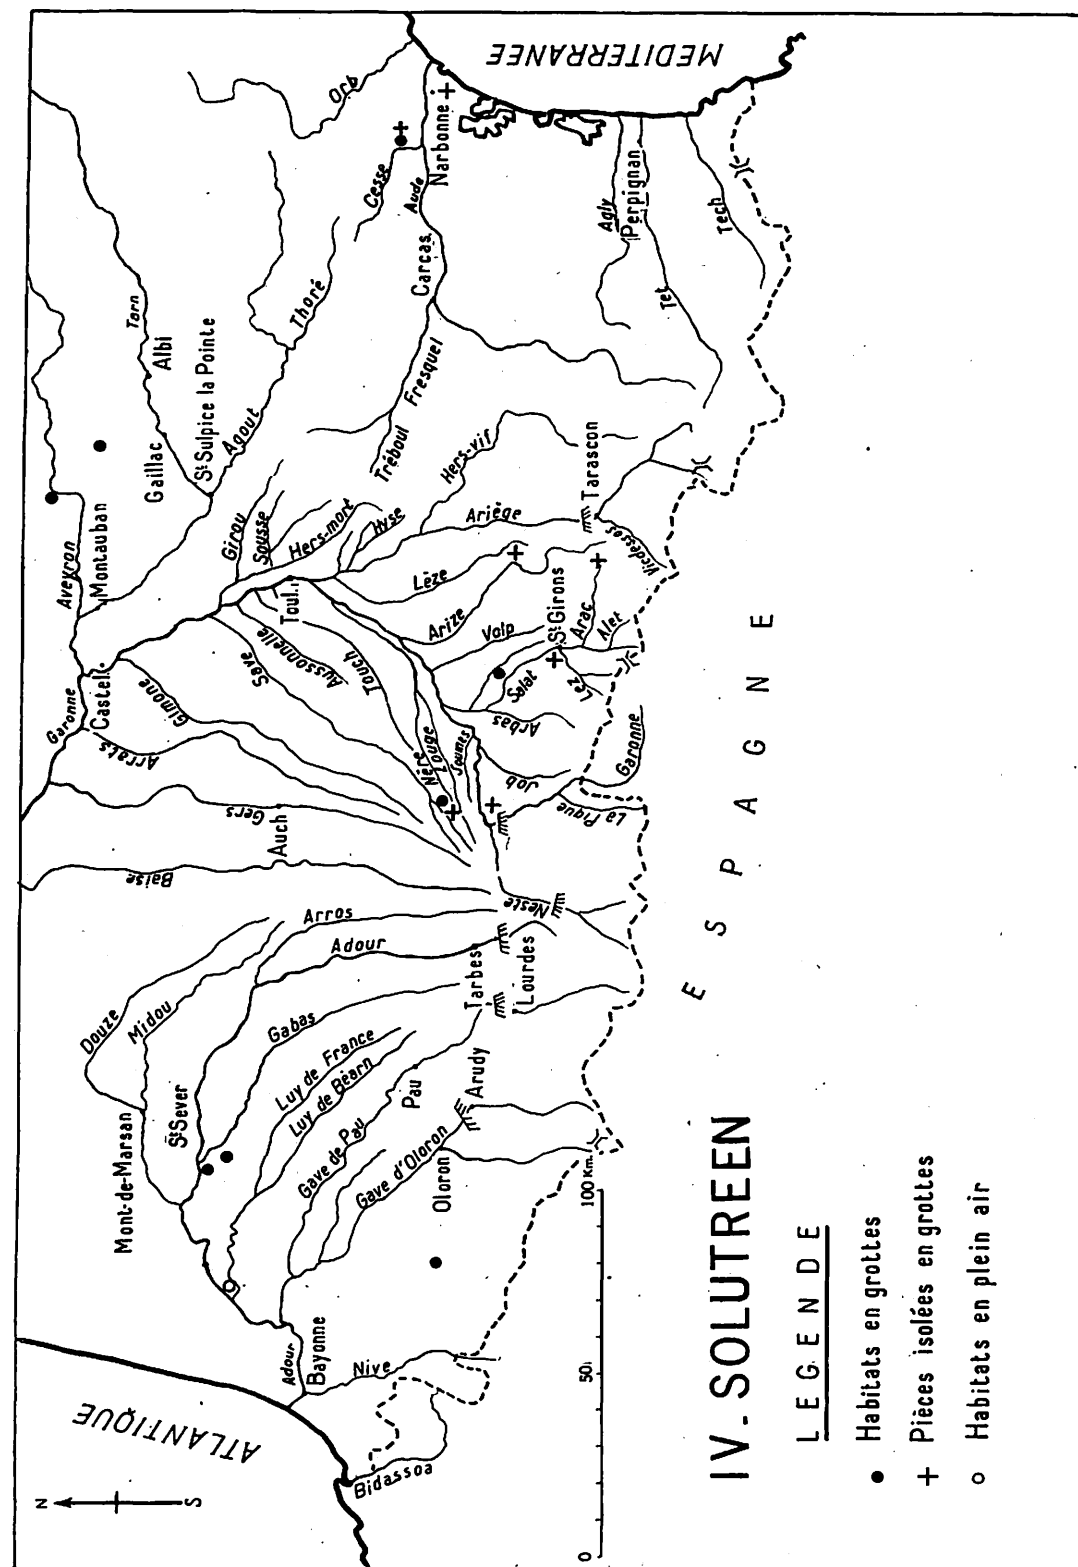 N
S
ATLANTIQUE
MEDITERRANEE
ESPAGNE
Bidassoa
Nive
Adour
Bayonne
Mont-de-Marsan
St Sever
Douze
Midou
Arros
Adour
Gabas
Luy de France
Luy de Béarn
Gave de Pau
Pau
Gave d'Oloron
Oloron
Arudy
Tarbes
Lourdes
Neste
Baïse
Gers
Auch
Arrats
Gimone
Garonne
Castel.
Save
Aussonnelle
Touch
Nère
Louge
Soumes
Toul.
Aveyron
Montauban
Gaillac
Albi
Tarn
St Sulpice la Pointe
Agout
Thoré
Girou
Sousse
Hers-mort
Hyse
Tréboul
Fresquel
Carcas.
Aude
Cesse
Narbonne
Orb
Agly
Perpignan
Tet
Tech
Hers-vif
Ariège
Tarascon
Vicdessos
Lèze
Arize
Volp
St Girons
Salat
Arac
Alet
Lez
Arbas
Job
Garonne
La Pique
0
50
100 Km.
IV_SOLUTREEN
LEGENDE
Habitats en grottes
Pièces isolées en grottes
Habitats en plein air